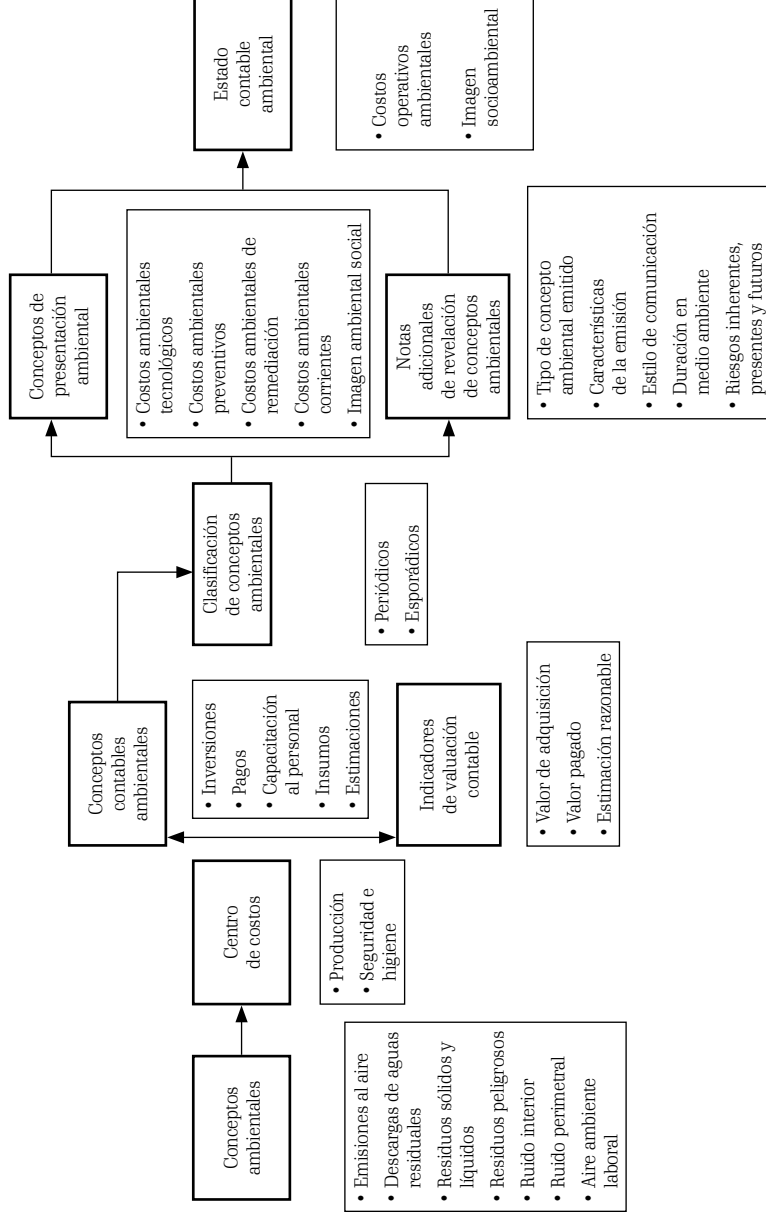 Conceptos
ambientales
• Emisiones al aire
• Descargas de aguas
residuales
• Residuos sólidos y
líquidos
• Residuos peligrosos
• Ruido interior
• Ruido perimetral
• Aire ambiente
laboral
Centro
de costos
• Producción
• Seguridad e
higiene
Conceptos
contables
ambientales
• Inversiones
• Pagos
• Capacitación
al personal
• Insumos
• Estimaciones
Indicadores
de valuación
contable
• Valor de adquisición
• Valor pagado
• Estimación razonable
Clasificación
de conceptos
ambientales
• Periódicos
• Esporádicos
Conceptos de
presentación
ambiental
• Costos ambientales
tecnológicos
• Costos ambientales
preventivos
• Costos ambientales de
remediación
• Costos ambientales
corrientes
• Imagen ambiental social
Notas
adicionales
de revelación
de conceptos
ambientales
• Tipo de concepto
ambiental emitido
• Características
de la emisión
• Estilo de comunicación
• Duración en
medio ambiente
• Riesgos inherentes,
presentes y futuros
Estado
contable
ambiental
• Costos
operativos
ambientales
• Imagen
socioambiental